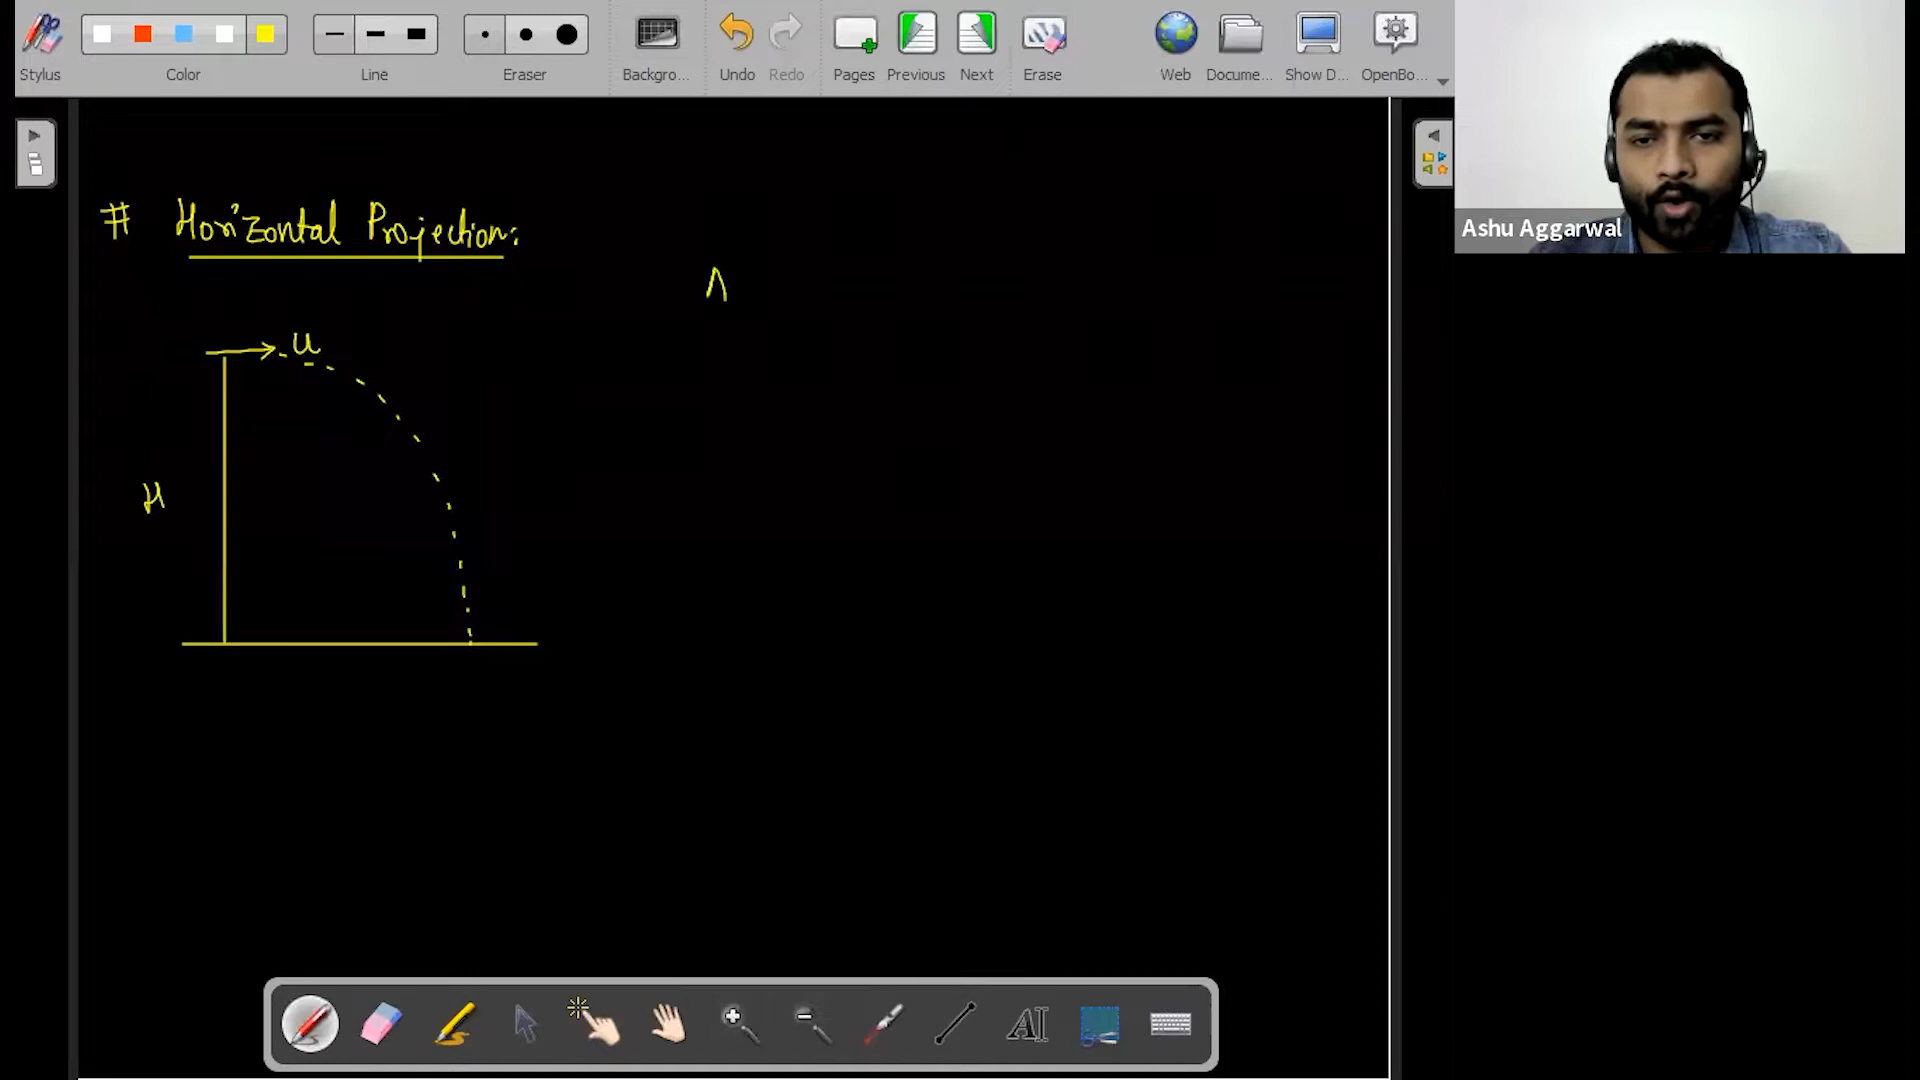 Stylus Color Line Eraser Backgro... Undo Redo Pages Previous Next Erase Web Docume... Show D... OpenBo...
Ashu Aggarwal
# Horizontal Projection:
u
H
AI